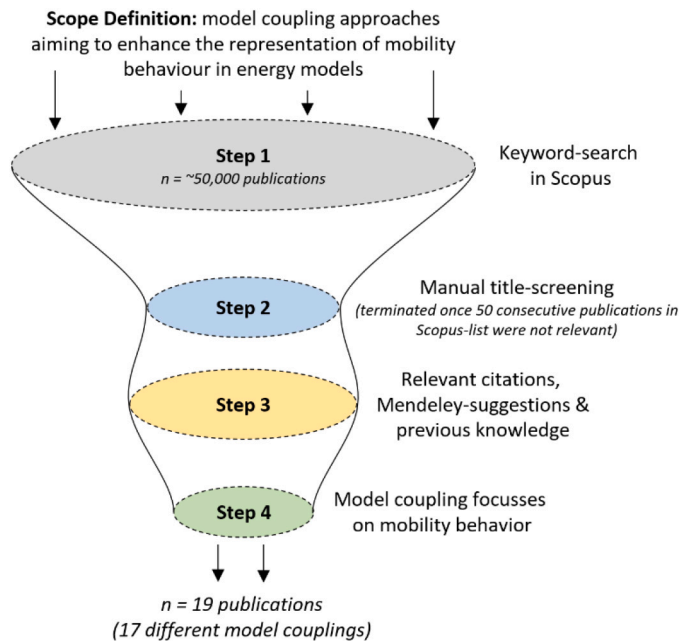 Scope Definition: model coupling approaches
aiming to enhance the representation of mobility
behaviour in energy models
Step 1
n = ~50,000 publications
Keyword-search
in Scopus
Step 2
Manual title-screening
(terminated once 50 consecutive publications in
Scopus-list were not relevant)
Step 3
Relevant citations,
Mendeley-suggestions &
previous knowledge
Step 4
Model coupling focusses
on mobility behavior
n = 19 publications
(17 different model couplings)